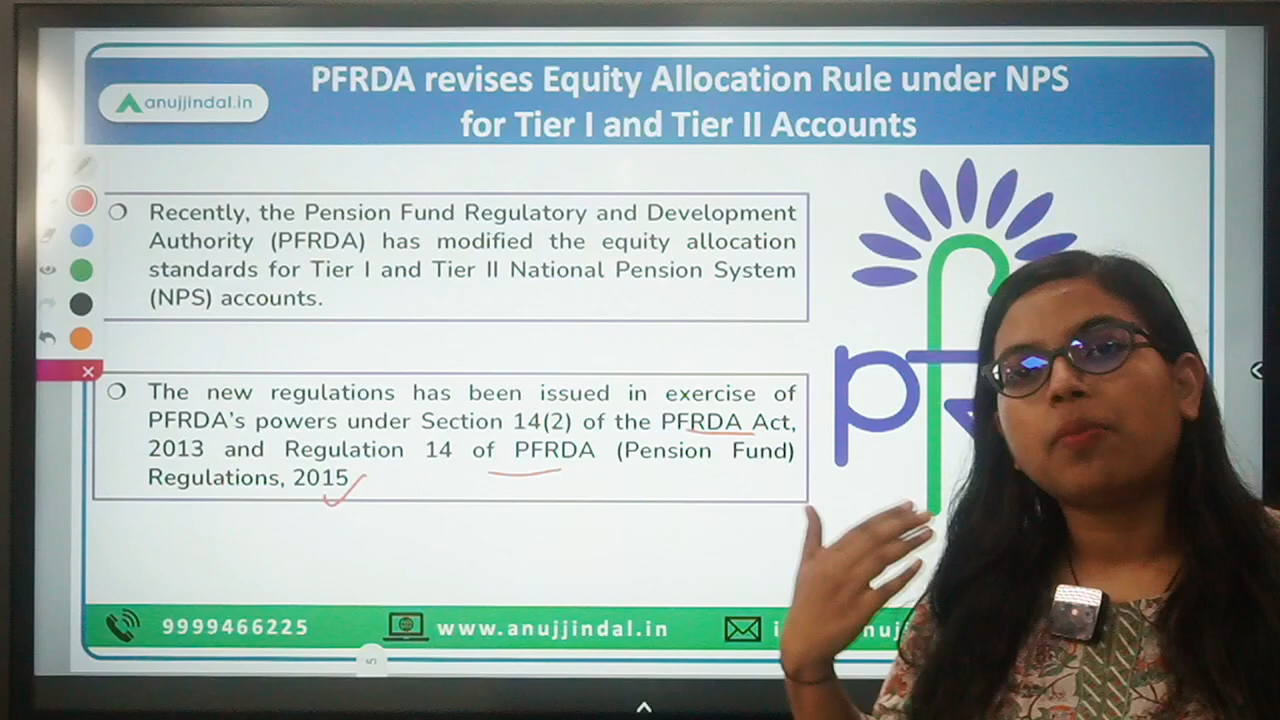 PFRDA revises Equity Allocation Rule under NPS
for Tier I and Tier II Accounts
anujjindal.in
Recently, the Pension Fund Regulatory and Development
Authority (PFRDA) has modified the equity allocation
standards for Tier I and Tier II National Pension System
(NPS) accounts.
The new regulations has been issued in exercise of
PFRDA's powers under Section 14(2) of the PFRDA Act,
2013 and Regulation 14 of PFRDA (Pension Fund)
Regulations, 2015
9999466225
www.anujjindal.in
5